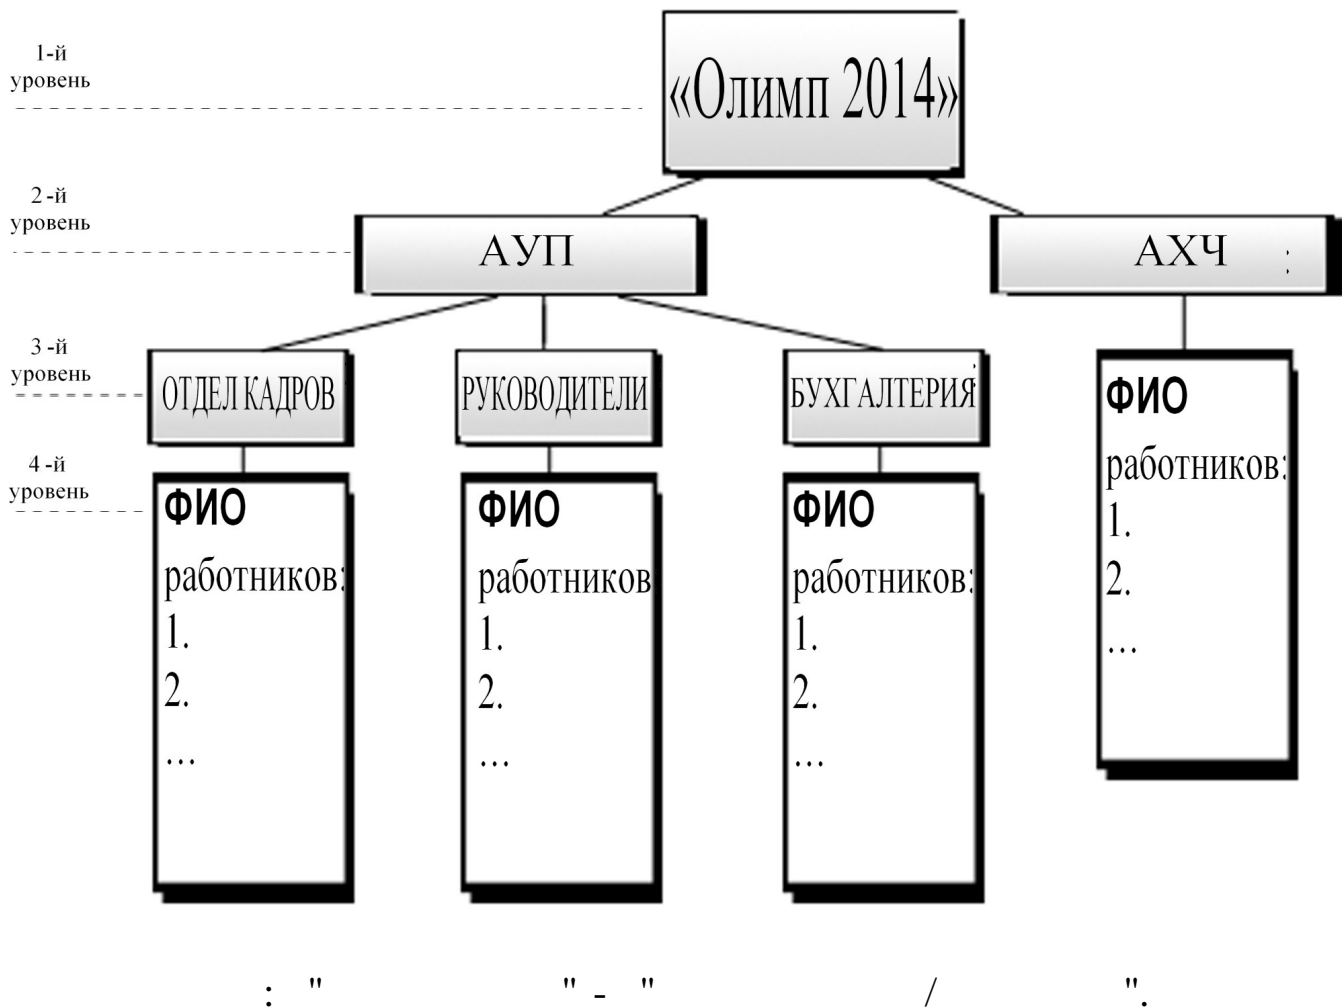 1-й
уровень
«Олимп 2014»
2-й
уровень
АУП
АХЧ :
3-й
уровень
ОТДЕЛ КАДРОВ
РУКОВОДИТЕЛИ
БУХГАЛТЕРИЯ:
4-й
уровень
ФИО
работников:
1.
2.
...
ФИО
работников
1.
2.
...
ФИО
работников:
1.
2.
...
ФИО
работников:
1.
2.
...
: " " - " / ".